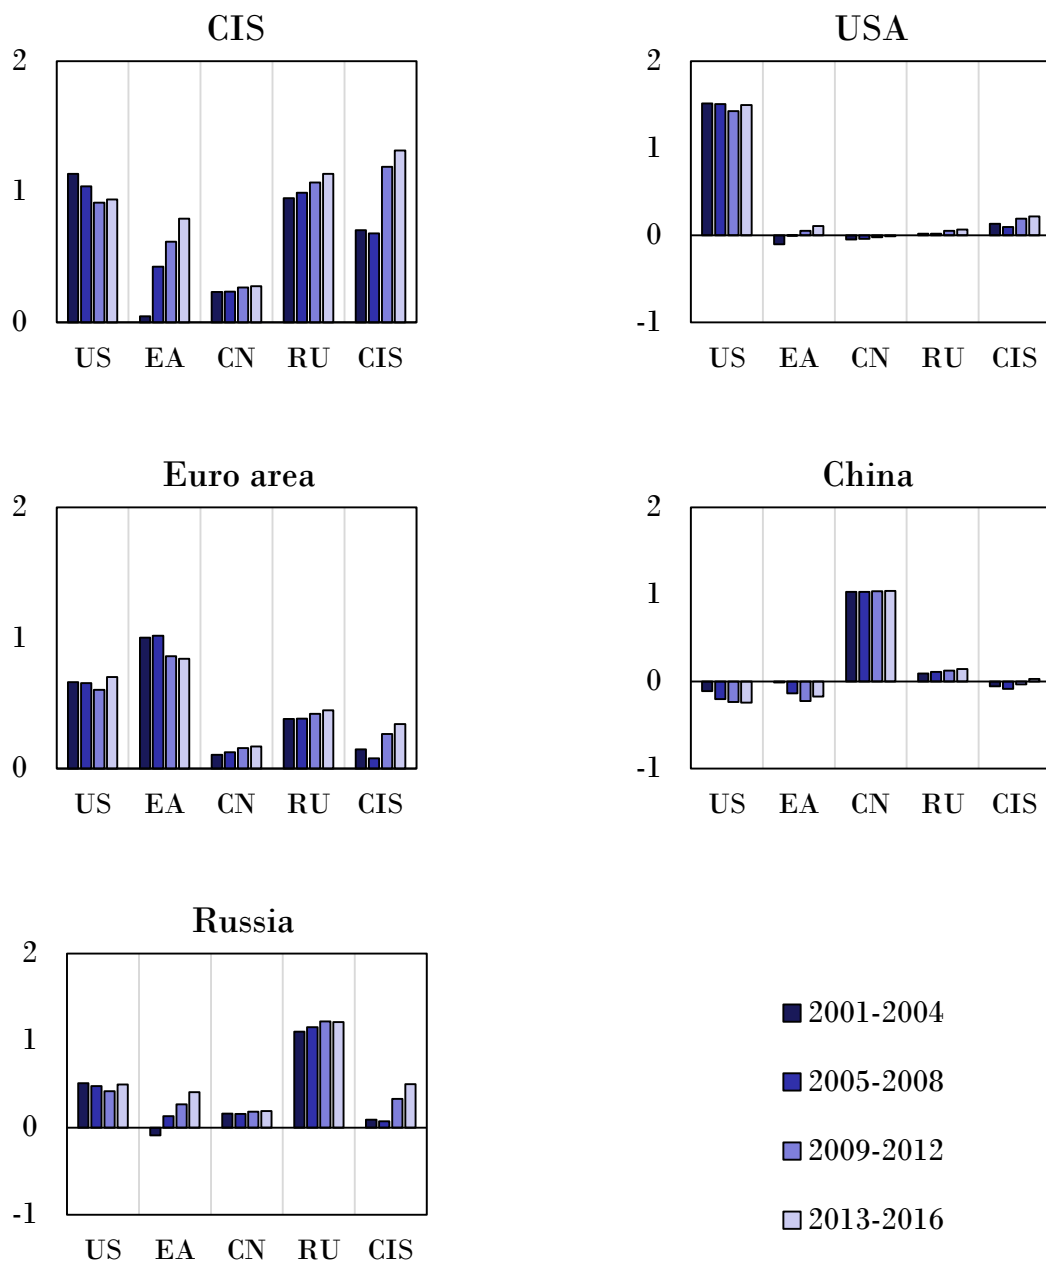 CIS
2
1
0
US EA CN RU CIS
USA
2
1
0
-1
US EA CN RU CIS
Euro area
2
1
0
US EA CN RU CIS
China
2
1
0
-1
US EA CN RU CIS
Russia
2
1
0
-1
US EA CN RU CIS
2001-2004
2005-2008
2009-2012
2013-2016